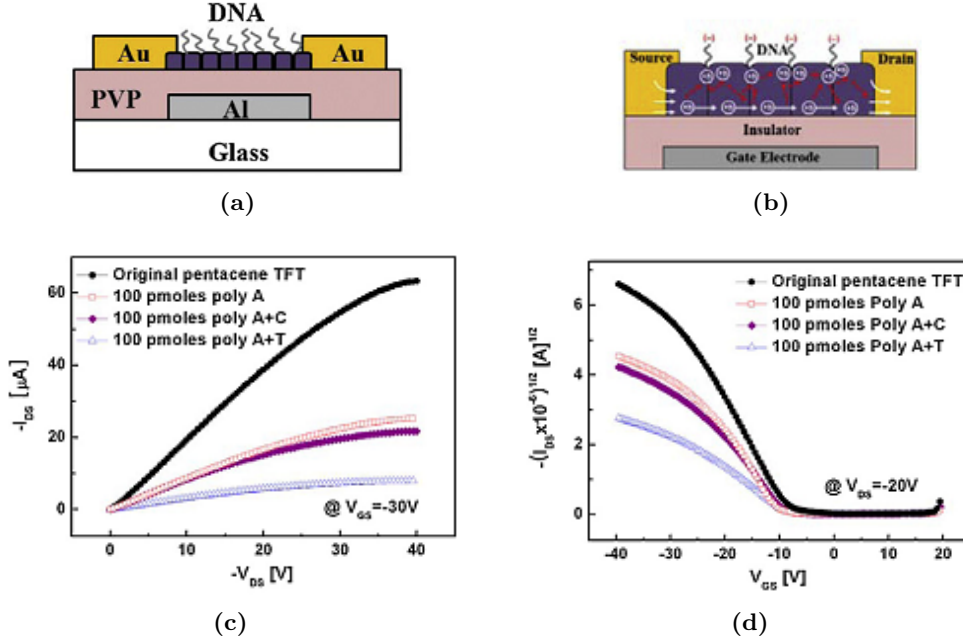 DNA
Au
Au
PVP
Al
Glass
(a)
(-) (-) (-) (-)
Source
DNA
Drain
Insulator
Gate Electrode
(b)
-I_DS [μA]
60
40
20
0
Original pentacene TFT
100 pmoles poly A
100 pmoles poly A+C
100 pmoles poly A+T
@ V_GS=-30V
0 10 20 30 40
-V_DS [V]
(c)
-(I_DS x10⁻⁶)^1/2 [A]^1/2
6
4
2
0
Original pentacene TFT
100 pmoles Poly A
100 pmoles Poly A+C
100 pmoles Poly A+T
@ V_DS=-20V
-40 -30 -20 -10 0 10 20
V_GS [V]
(d)